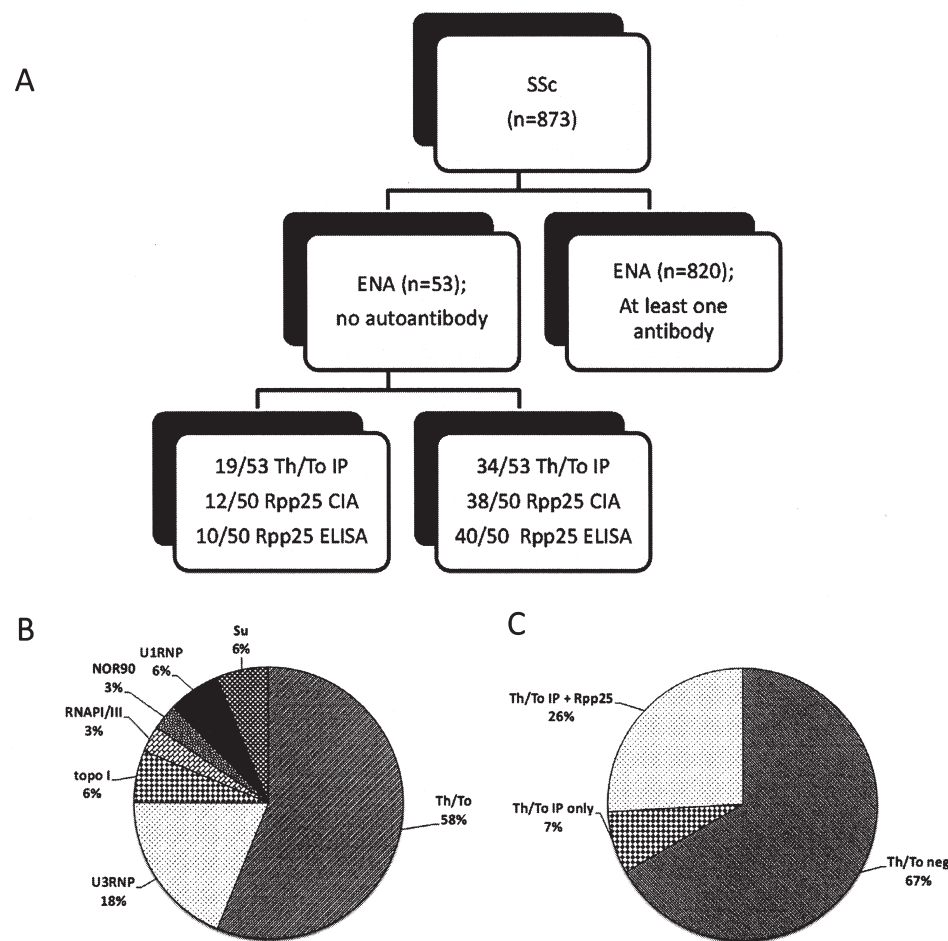 A
SSc
(n=873)
ENA (n=53);
no autoantibody
ENA (n=820);
At least one
antibody
19/53 Th/To IP
12/50 Rpp25 CIA
10/50 Rpp25 ELISA
34/53 Th/To IP
38/50 Rpp25 CIA
40/50 Rpp25 ELISA
B
Su
6%
U1RNP
6%
NOR90
3%
RNAPI/III
3%
topo I
6%
U3RNP
18%
Th/To
58%
C
Th/To IP + Rpp25
26%
Th/To IP only
7%
Th/To neg
67%